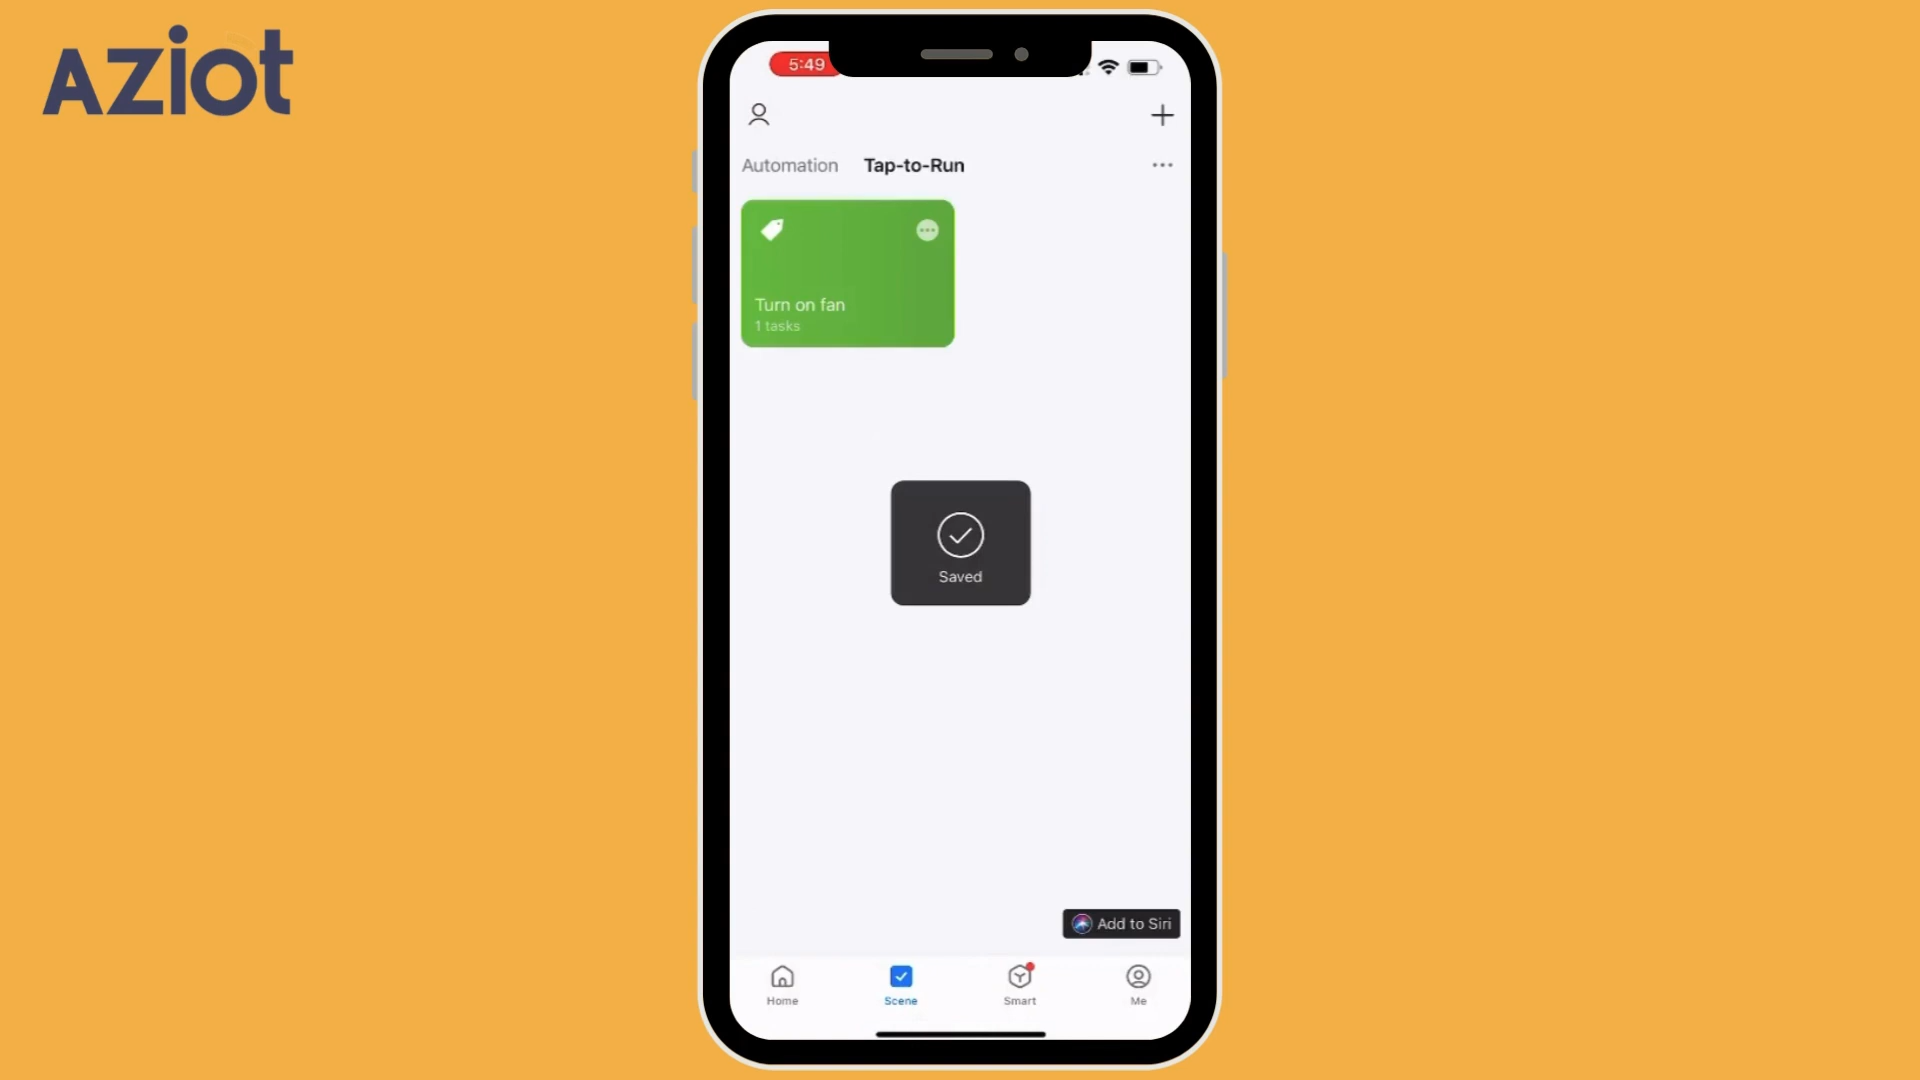 Aziot
5:49
Automation
Tap-to-Run
Turn on fan
1 tasks
Saved
Add to Siri
Home
Scene
Smart
Me